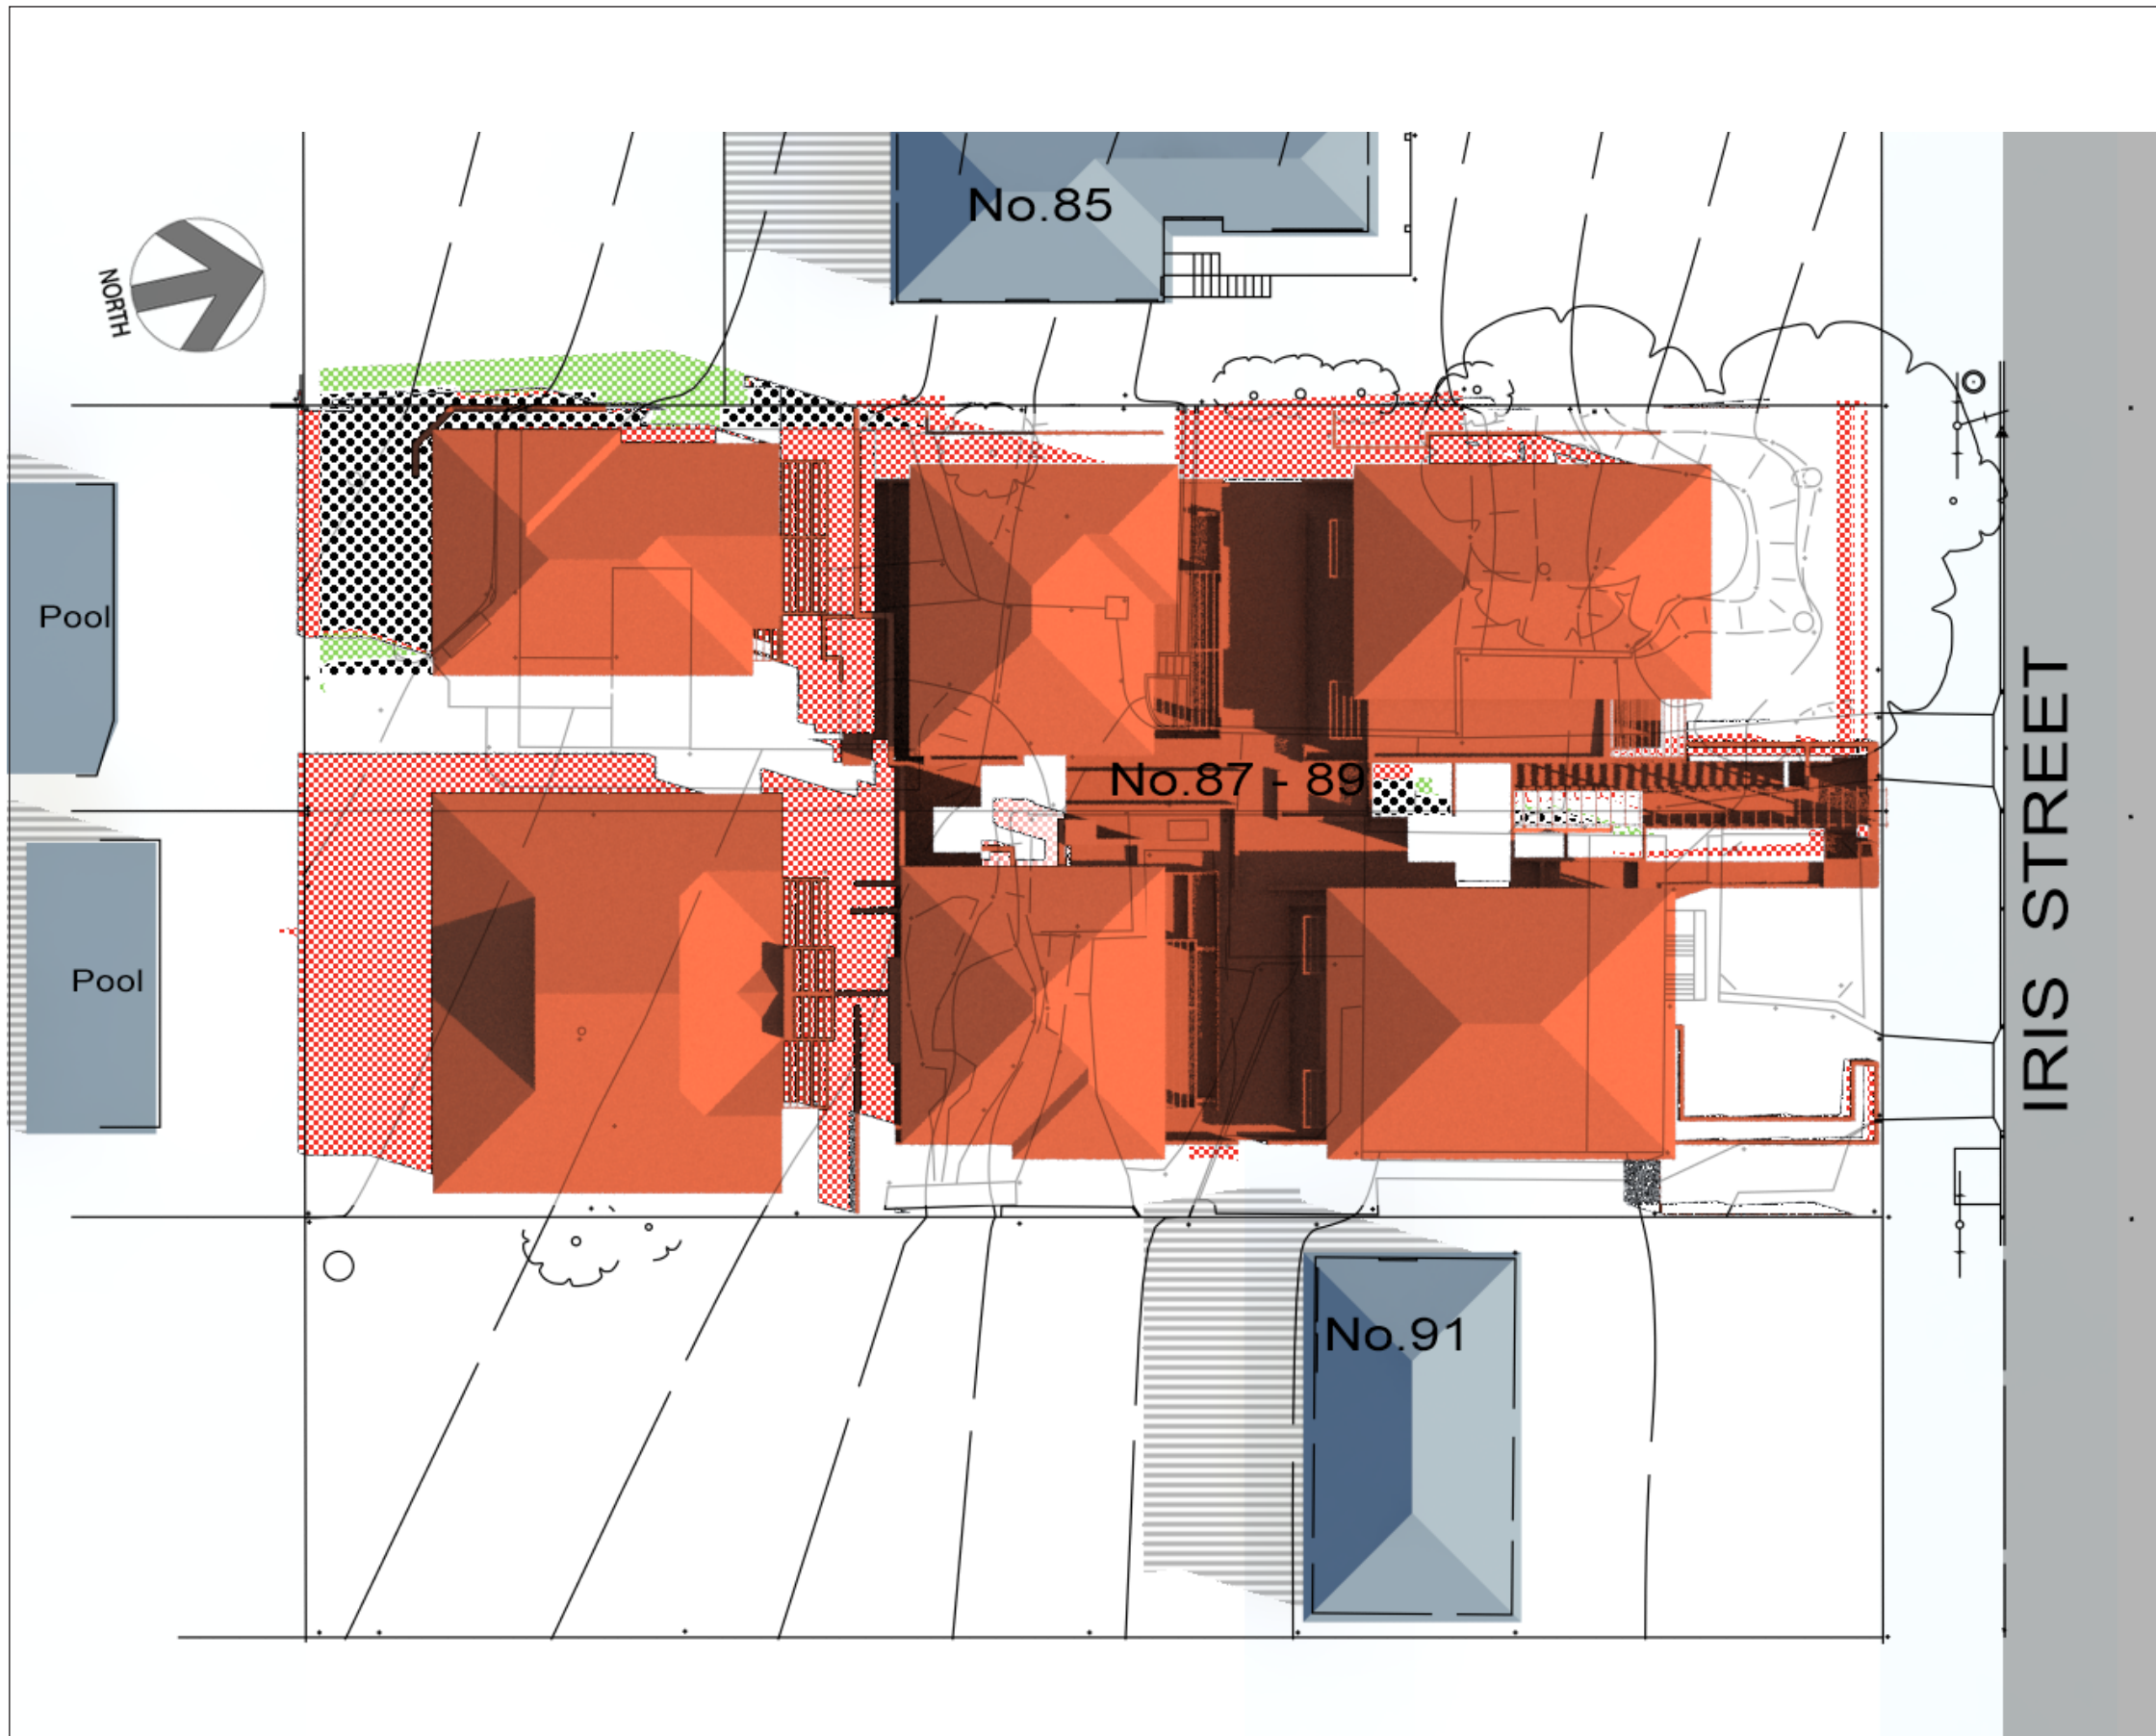 No.85
NORTH
Pool
No.87 - 89
Pool
IRIS STREET
No.91